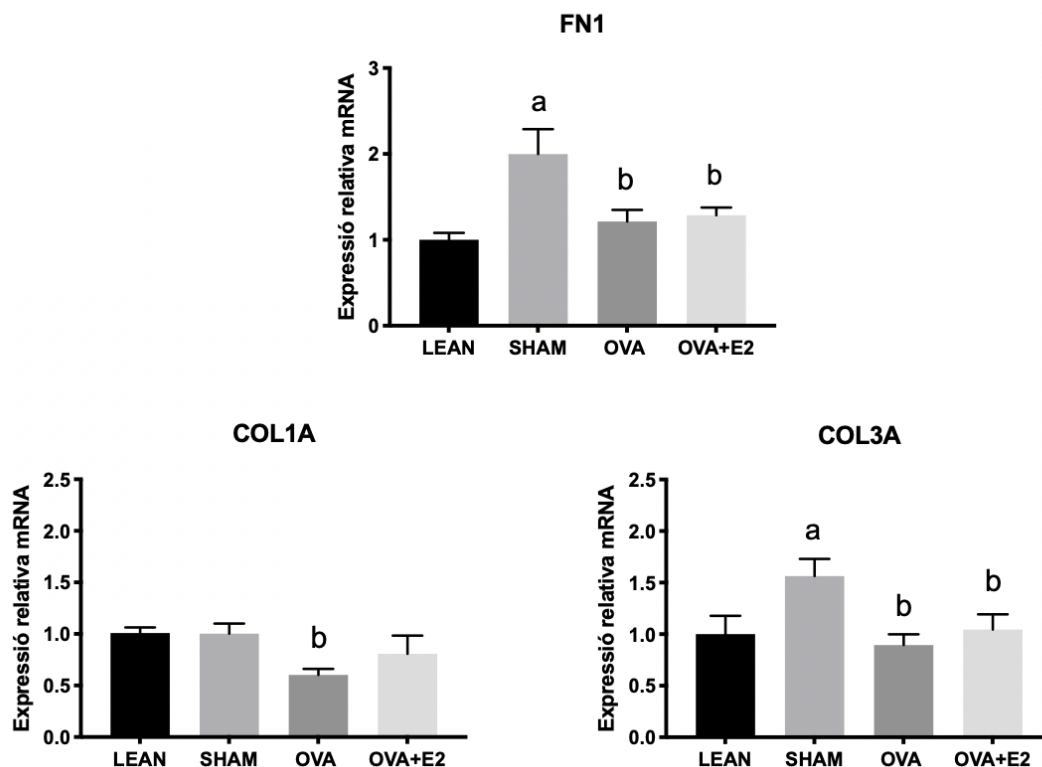 FN1
Expressió relativa mRNA
3
2
1
0
a
b
b
LEAN SHAM OVA OVA+E2
COL1A
Expressió relativa mRNA
2.5
2.0
1.5
1.0
0.5
0.0
b
LEAN SHAM OVA OVA+E2
COL3A
Expressió relativa mRNA
2.5
2.0
1.5
1.0
0.5
0.0
a
b
b
LEAN SHAM OVA OVA+E2